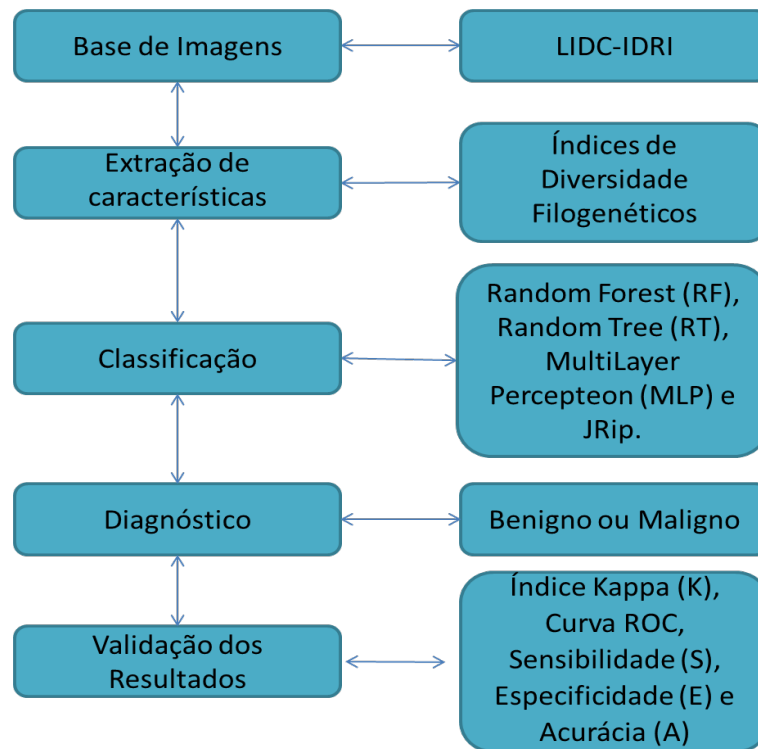 Base de Imagens
LIDC-IDRI
Extração de
características
Índices de
Diversidade
Filogenéticos
Classificação
Random Forest (RF),
Random Tree (RT),
MultiLayer
Percepteon (MLP) e
JRip.
Diagnóstico
Benigno ou Maligno
Validação dos
Resultados
Índice Kappa (K),
Curva ROC,
Sensibilidade (S),
Especificidade (E) e
Acurácia (A)